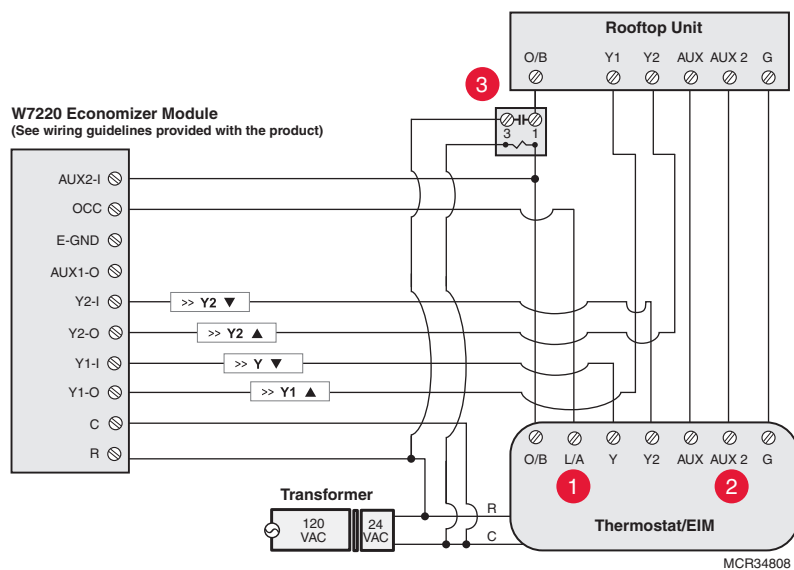 Rooftop Unit
O/B Y1 Y2 AUX AUX 2 G
3
W7220 Economizer Module
(See wiring guidelines provided with the product)
3 1
AUX2-I
OCC
E-GND
AUX1-O
Y2-I
>> Y2 ▼
Y2-O
>> Y2 ▲
Y1-I
>> Y ▼
Y1-O
>> Y1 ▲
C
R
O/B L/A Y Y2 AUX AUX 2 G
1 2
Transformer
120
VAC
24
VAC
R
C
Thermostat/EIM
MCR34808